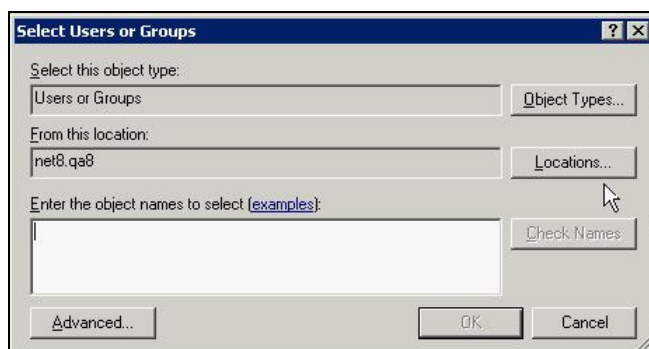 Select Users or Groups
Select this object type:
Users or Groups
Object Types...
From this location:
net8.qa8
Locations...
Enter the object names to select (examples):
Check Names
Advanced...
OK
Cancel